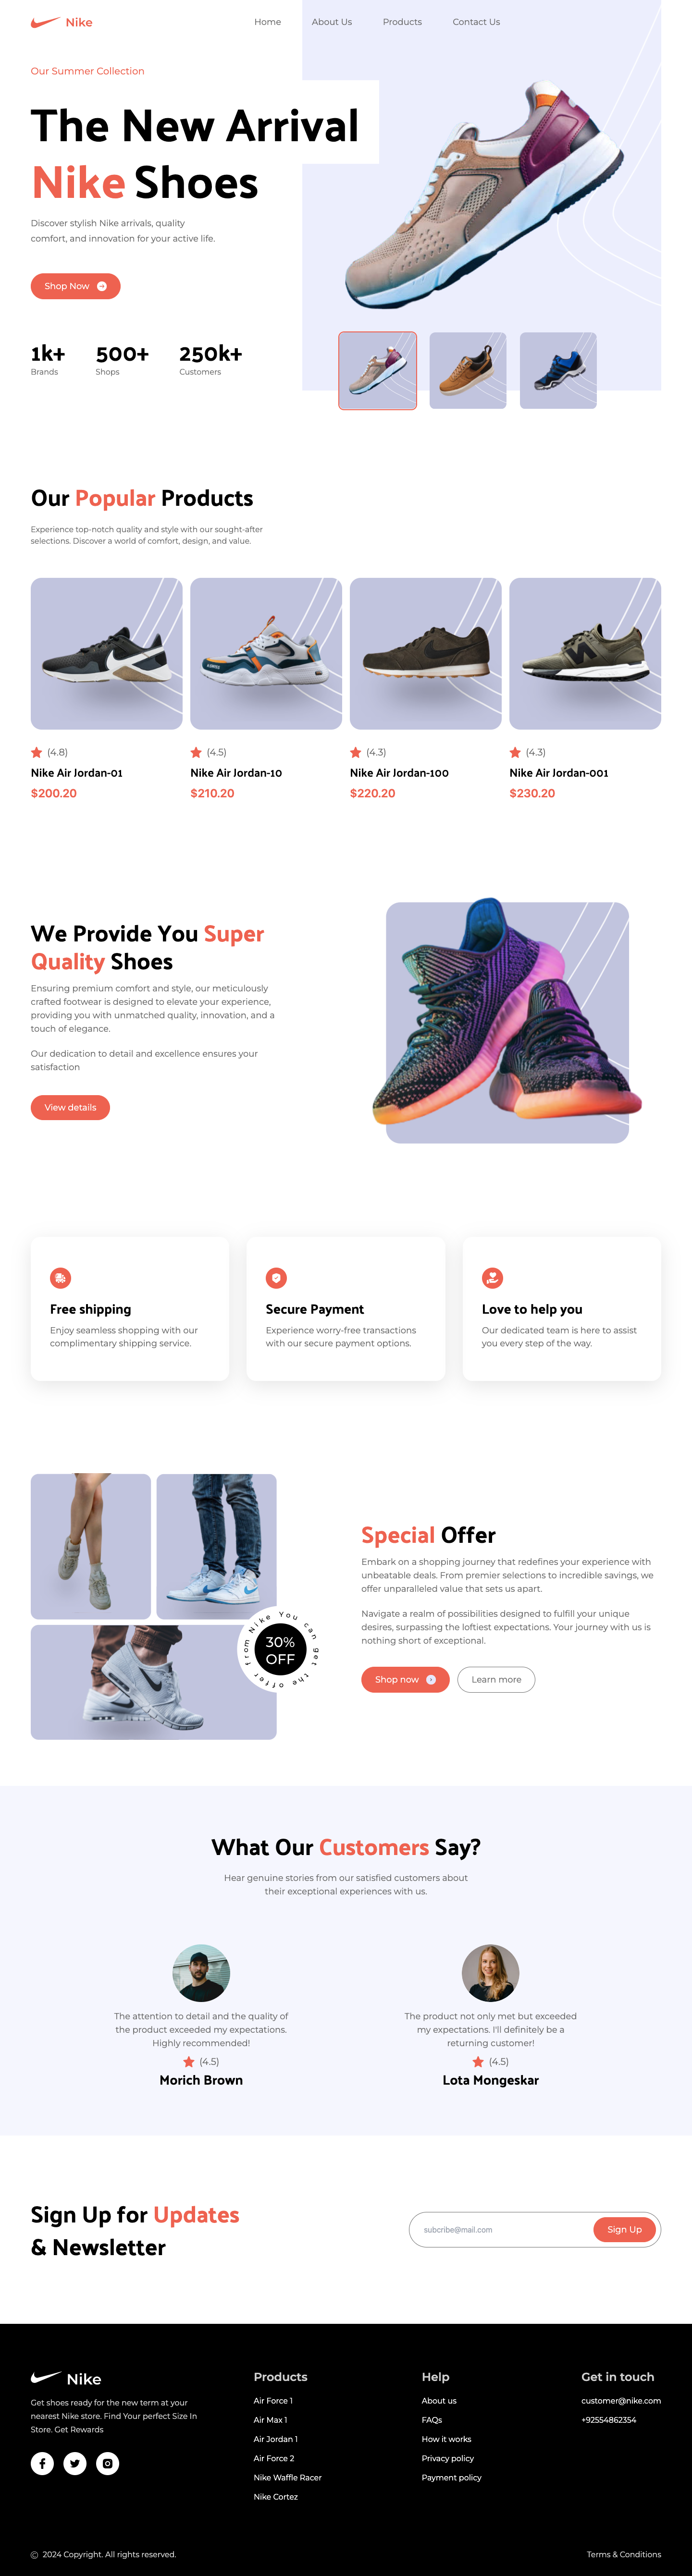 Nike
Home
About Us
Products
Contact Us
Our Summer Collection
The New Arrival
Nike Shoes
Discover stylish Nike arrivals, quality
comfort, and innovation for your active life.
Shop Now
1k+
Brands
500+
Shops
250k+
Customers
Our Popular Products
Experience top-notch quality and style with our sought-after
selections. Discover a world of comfort, design, and value.
(4.8)
Nike Air Jordan-01
$200.20
(4.5)
Nike Air Jordan-10
$210.20
(4.3)
Nike Air Jordan-100
$220.20
(4.3)
Nike Air Jordan-001
$230.20
We Provide You Super
Quality Shoes
Ensuring premium comfort and style, our meticulously
crafted footwear is designed to elevate your experience,
providing you with unmatched quality, innovation, and a
touch of elegance.
Our dedication to detail and excellence ensures your
satisfaction
View details
Free shipping
Enjoy seamless shopping with our
complimentary shipping service.
Secure Payment
Experience worry-free transactions
with our secure payment options.
Love to help you
Our dedicated team is here to assist
you every step of the way.
You can get the offer from Nike
30%
OFF
Special Offer
Embark on a shopping journey that redefines your experience with
unbeatable deals. From premier selections to incredible savings, we
offer unparalleled value that sets us apart.
Navigate a realm of possibilities designed to fulfill your unique
desires, surpassing the loftiest expectations. Your journey with us is
nothing short of exceptional.
Shop now
Learn more
What Our Customers Say?
Hear genuine stories from our satisfied customers about
their exceptional experiences with us.
The attention to detail and the quality of
the product exceeded my expectations.
Highly recommended!
(4.5)
Morich Brown
The product not only met but exceeded
my expectations. I'll definitely be a
returning customer!
(4.5)
Lota Mongeskar
Sign Up for Updates
& Newsletter
subcribe@mail.com
Sign Up
Nike
Get shoes ready for the new term at your
nearest Nike store. Find Your perfect Size In
Store. Get Rewards
Products
Air Force 1
Air Max 1
Air Jordan 1
Air Force 2
Nike Waffle Racer
Nike Cortez
Help
About us
FAQs
How it works
Privacy policy
Payment policy
Get in touch
customer@nike.com
+92554862354
© 2024 Copyright. All rights reserved.
Terms & Conditions